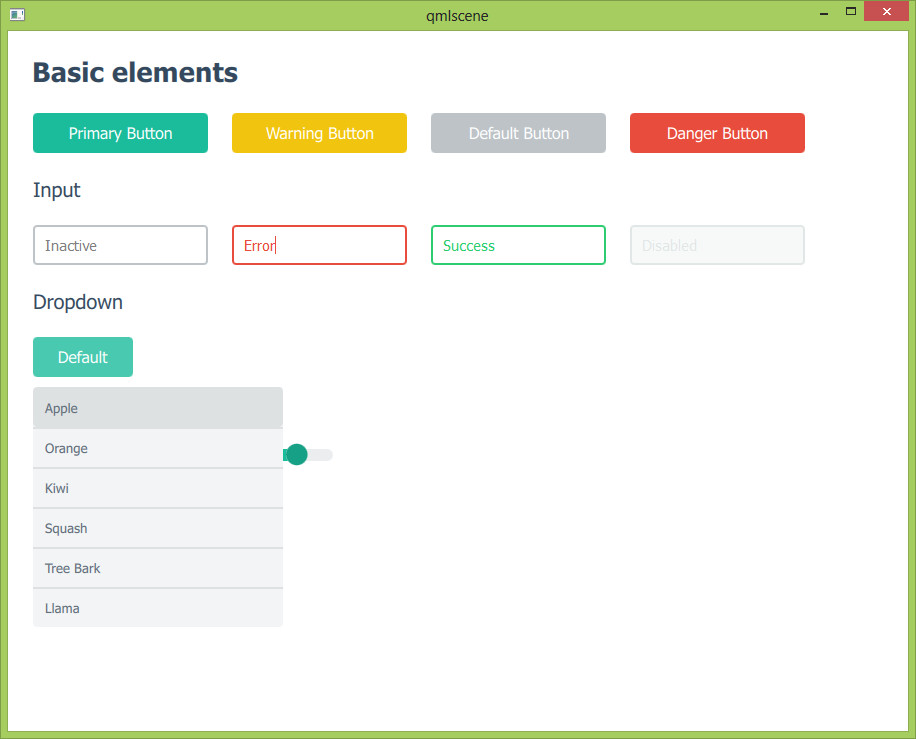 qmlscene
Basic elements
Primary Button Warning Button Default Button Danger Button
Input
Inactive Error Success Disabled
Dropdown
Default
Apple
Orange
Kiwi
Squash
Tree Bark
Llama